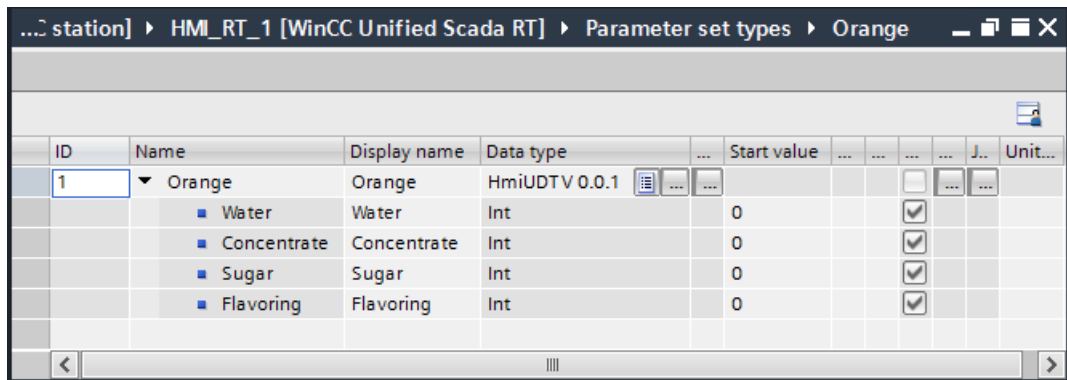 ...C station] ▸ HMI_RT_1 [WinCC Unified Scada RT] ▸ Parameter set types ▸ Orange
ID Name Display name Data type ... Start value ... ... ... ... J.. Unit...
1 Orange Orange HmiUDT V 0.0.1 ... ... ... ...
Water Water Int 0
Concentrate Concentrate Int 0
Sugar Sugar Int 0
Flavoring Flavoring Int 0